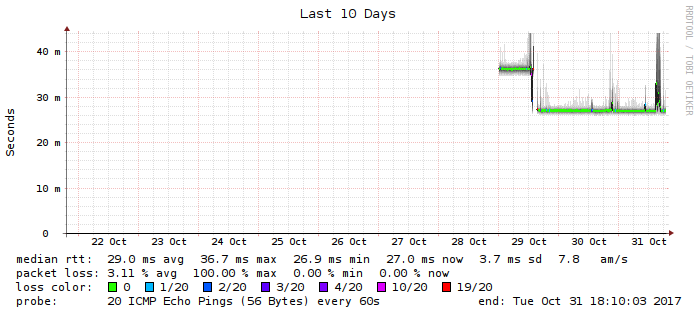 Last 10 Days
RRDTOOL / TOBI OETIKER
Seconds
40 m
30 m
20 m
10 m
0
22 Oct 23 Oct 24 Oct 25 Oct 26 Oct 27 Oct 28 Oct 29 Oct 30 Oct 31 Oct
median rtt: 29.0 ms avg 36.7 ms max 26.9 ms min 27.0 ms now 3.7 ms sd 7.8 am/s
packet loss: 3.11 % avg 100.00 % max 0.00 % min 0.00 % now
loss color: 0 1/20 2/20 3/20 4/20 10/20 19/20
probe: 20 ICMP Echo Pings (56 Bytes) every 60s end: Tue Oct 31 18:10:03 2017